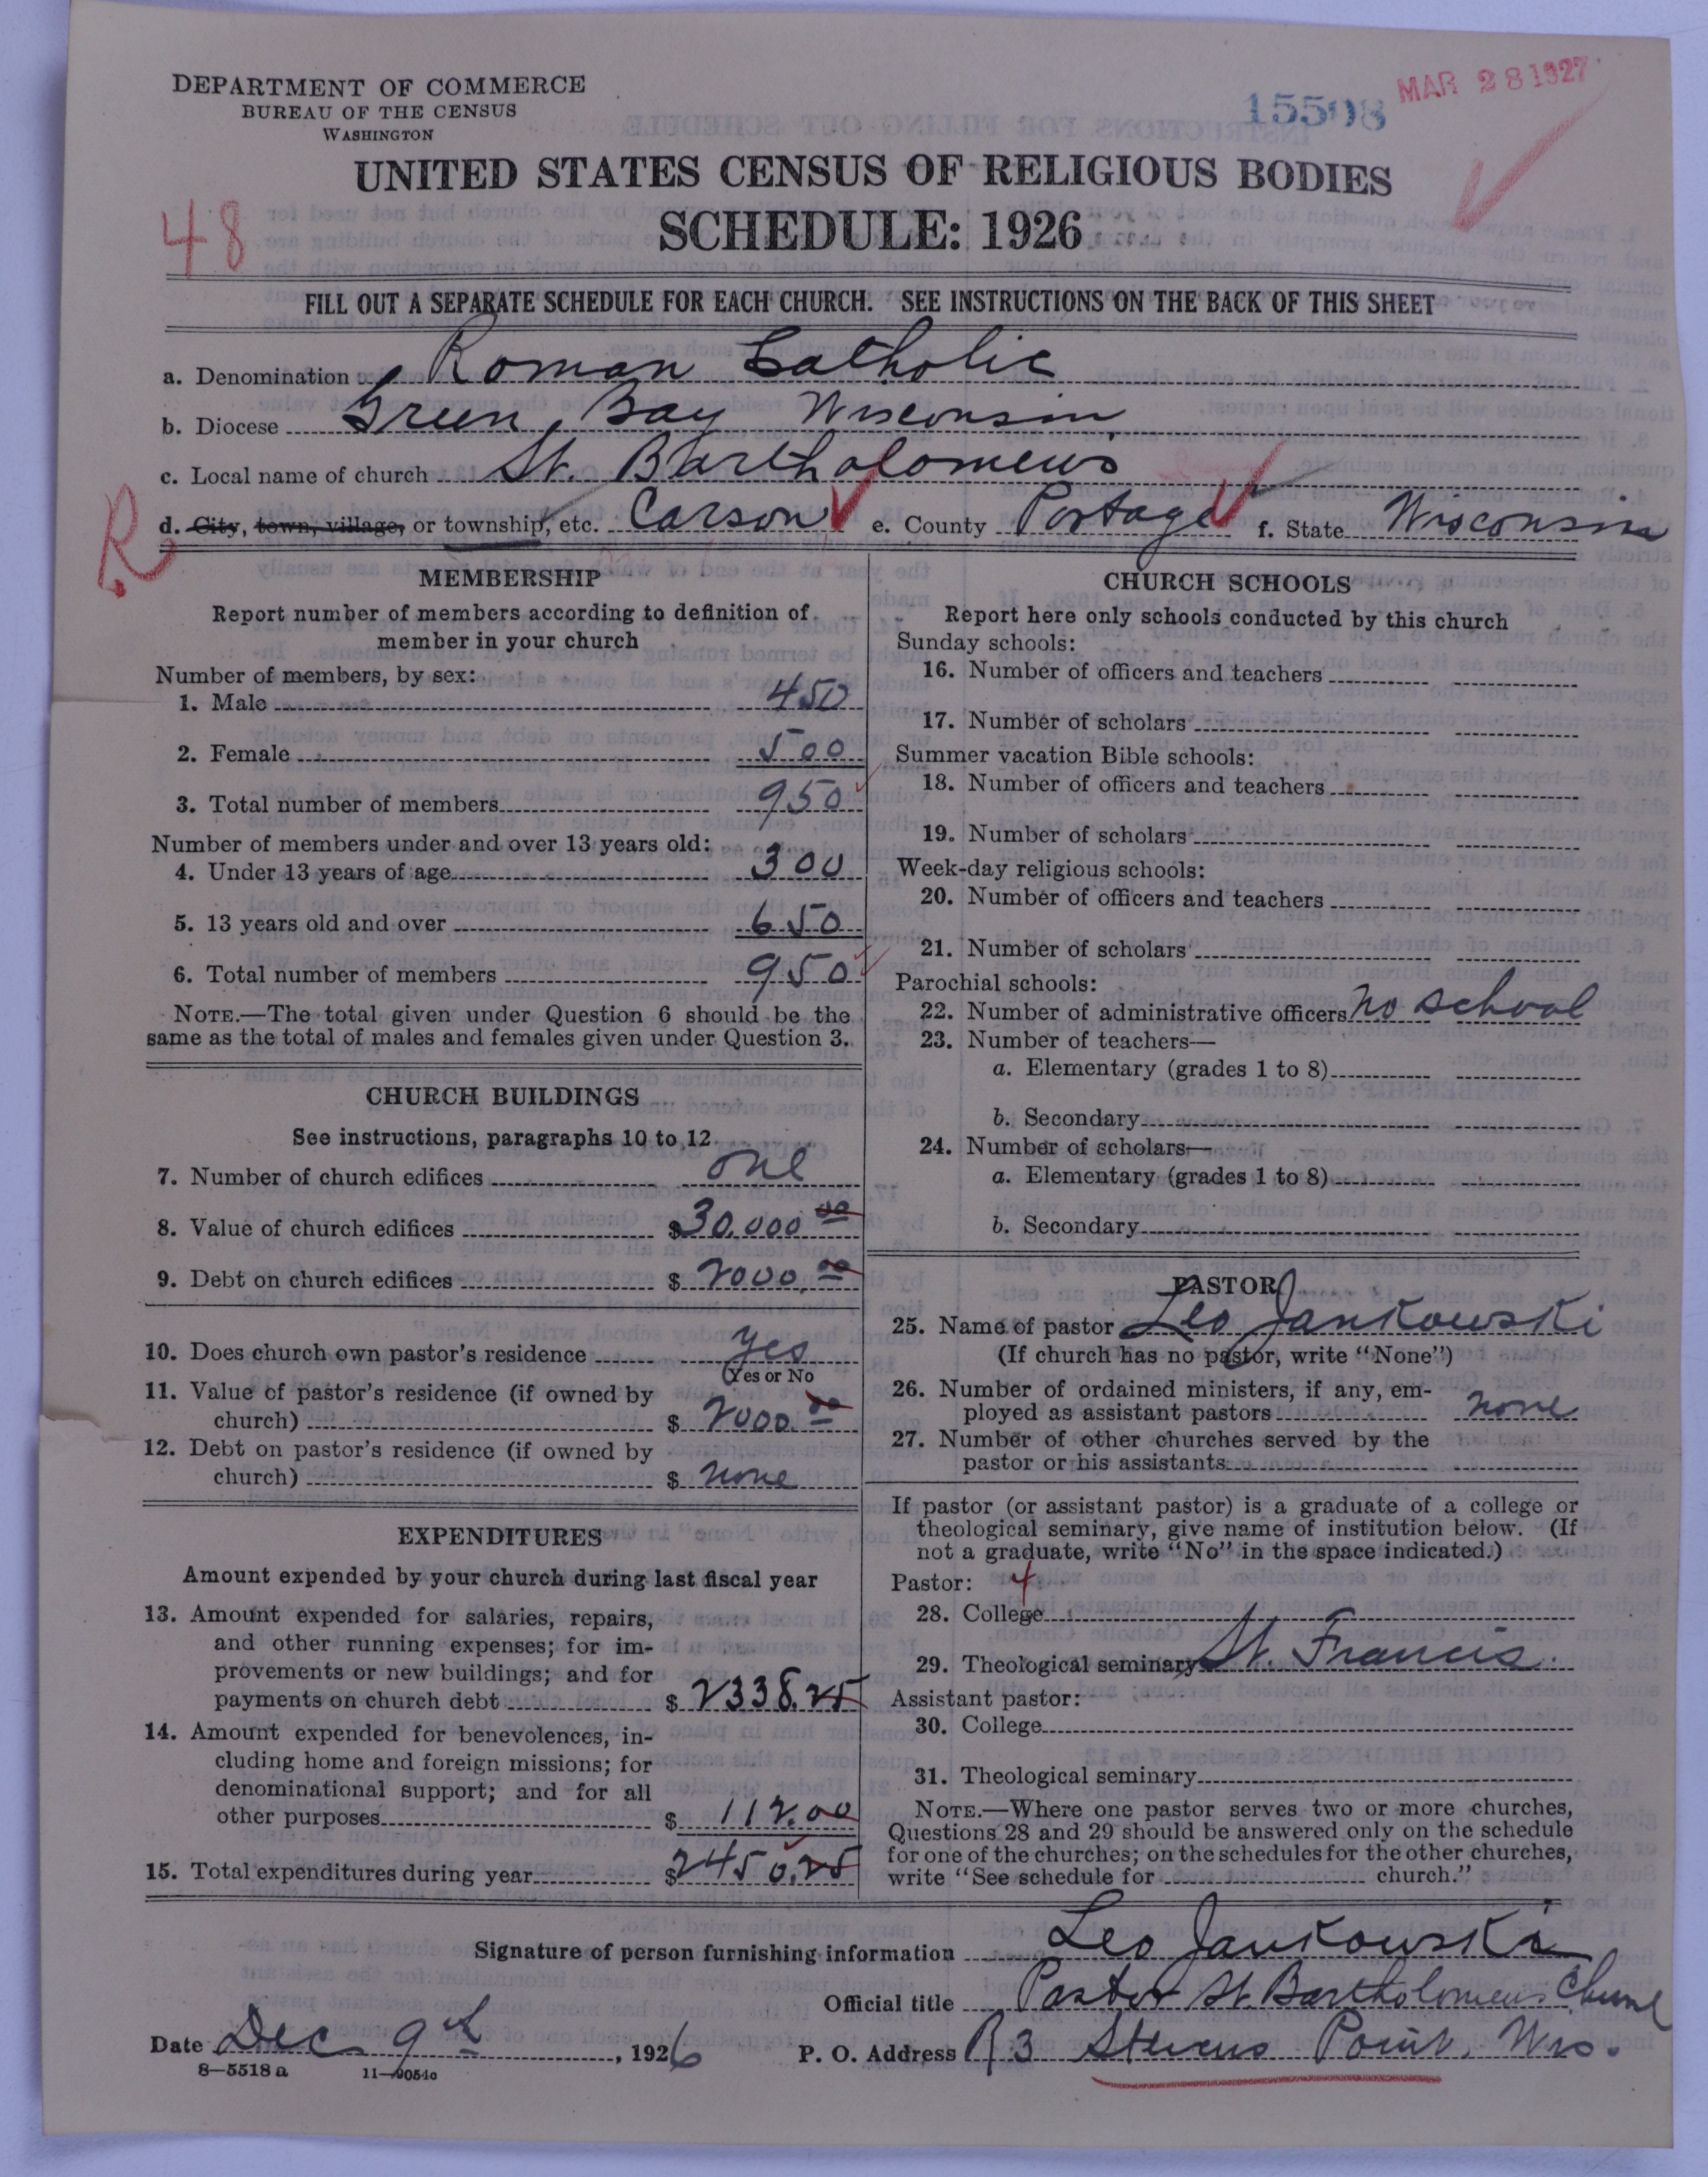 DEPARTMENT OF COMMERCE
BUREAU OF THE CENSUS
WASHINGTON
15508
MAR 28 1927
UNITED STATES CENSUS OF RELIGIOUS BODIES
SCHEDULE: 1926
48
FILL OUT A SEPARATE SCHEDULE FOR EACH CHURCH. SEE INSTRUCTIONS ON THE BACK OF THIS SHEET
a. Denomination Roman Catholic
b. Diocese Green Bay Wisconsin
c. Local name of church St. Bartholomeus
R d. City, town, village, or township, etc. Carson e. County Portage f. State Wisconsin
MEMBERSHIP
Report number of members according to definition of
member in your church
Number of members, by sex:
1. Male 450
2. Female 500
3. Total number of members 950
Number of members under and over 13 years old:
4. Under 13 years of age 300
5. 13 years old and over 650
6. Total number of members 950
NOTE.—The total given under Question 6 should be the
same as the total of males and females given under Question 3.
CHURCH BUILDINGS
See instructions, paragraphs 10 to 12
7. Number of church edifices one
8. Value of church edifices $30,000 00
9. Debt on church edifices $ 2000.00
10. Does church own pastor's residence yes
(Yes or No
11. Value of pastor's residence (if owned by
church) $ 2000.00
12. Debt on pastor's residence (if owned by
church) $ none
EXPENDITURES
Amount expended by your church during last fiscal year
13. Amount expended for salaries, repairs,
and other running expenses; for im-
provements or new buildings; and for
payments on church debt $ 2338.25
14. Amount expended for benevolences, in-
cluding home and foreign missions; for
denominational support; and for all
other purposes $ 112.00
15. Total expenditures during year $2450.25
CHURCH SCHOOLS
Report here only schools conducted by this church
Sunday schools:
16. Number of officers and teachers
17. Number of scholars
Summer vacation Bible schools:
18. Number of officers and teachers
19. Number of scholars
Week-day religious schools:
20. Number of officers and teachers
21. Number of scholars
Parochial schools:
22. Number of administrative officers no school
23. Number of teachers—
a. Elementary (grades 1 to 8)
b. Secondary
24. Number of scholars—
a. Elementary (grades 1 to 8)
b. Secondary
PASTOR
25. Name of pastor Leo Jankowski
(If church has no pastor, write "None")
26. Number of ordained ministers, if any, em-
ployed as assistant pastors none
27. Number of other churches served by the
pastor or his assistants
If pastor (or assistant pastor) is a graduate of a college or
theological seminary, give name of institution below. (If
not a graduate, write "No" in the space indicated.)
Pastor: 4
28. College
29. Theological seminary St. Francis.
Assistant pastor:
30. College
31. Theological seminary
NOTE.—Where one pastor serves two or more churches,
Questions 28 and 29 should be answered only on the schedule
for one of the churches; on the schedules for the other churches,
write "See schedule for church."
Signature of person furnishing information Leo Jankowski
Official title Pastor St. Bartholomeus Church
Date Dec 9th, 1926 P. O. Address R 3 Stevens Point, Wis.
8—5518 a 11—9054c